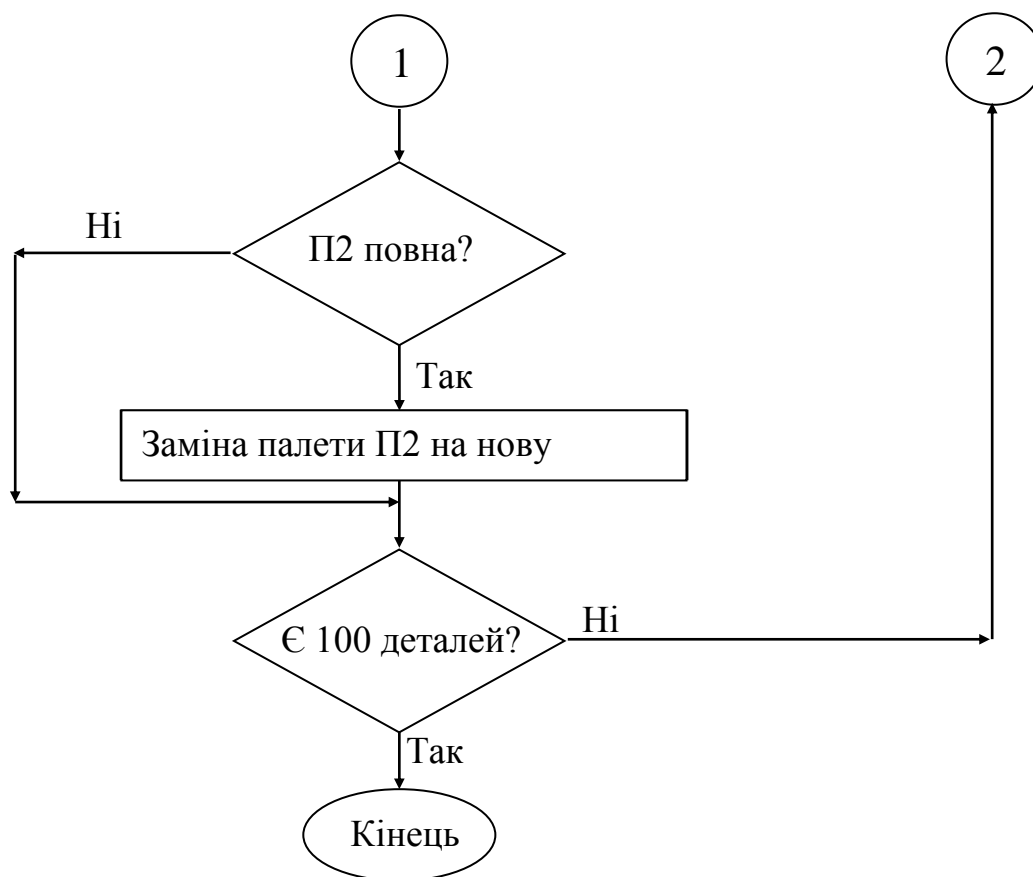 1
2
Ні
П2 повна?
Так
Заміна палети П2 на нову
Є 100 деталей?
Ні
Так
Кінець